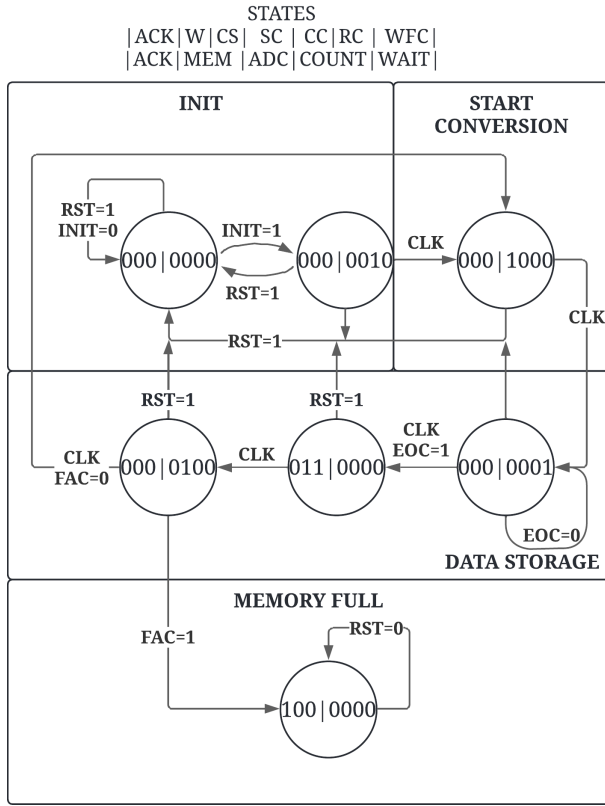 STATES
|ACK|W|CS| SC | CC|RC | WFC|
|ACK|MEM |ADC|COUNT|WAIT|
INIT
START
CONVERSION
RST=1
INIT=0
000|0000
INIT=1
RST=1
000|0010
CLK
000|1000
CLK
RST=1
RST=1
RST=1
CLK
FAC=0
000|0100
CLK
011|0000
CLK
EOC=1
000|0001
EOC=0
DATA STORAGE
MEMORY FULL
FAC=1
RST=0
100|0000